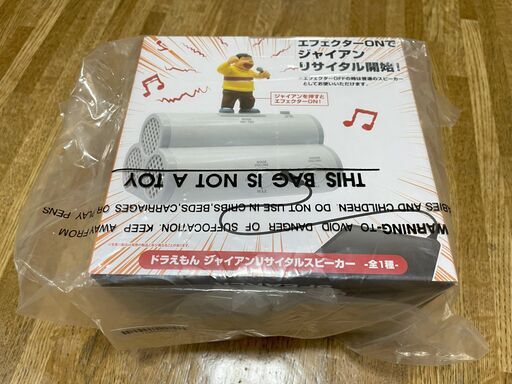 エフェクターONで
ジャイアン
リサイタル開始!
※エフェクターOFFの時は普通のスピーカー
としてお使いいただけます。
ジャイアンを押すと
エフェクターON!
THIS BAG IS NOT A TOY
WARNING-TO AVOID DANGER OF SUFFOCATION, KEEP AWAY FROM
BABIES AND CHILDREN. DO NOT USE IN CRIBS, BEDS, CARRIAGES OR PLAY PENS
ドラえもん ジャイアンリサイタルスピーカー -全1種-